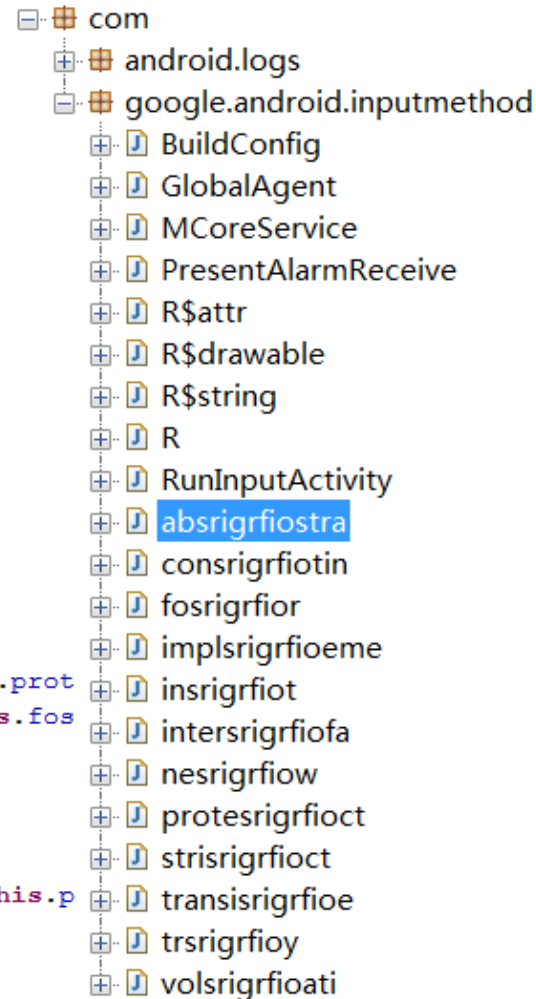 com
android.logs
google.android.inputmethod
BuildConfig
GlobalAgent
MCoreService
PresentAlarmReceive
R$attr
R$drawable
R$string
R
RunInputActivity
absrigrfiostra
consrigrfiotin
fosrigrfior
implsrigrfioeme
.prot
insrigrfiot
s.fos
intersrigrfiofa
nesrigrfiow
protesrigrfioct
strisrigrfioct
his.p
transisrigrfioe
trsrigrfioy
volsrigrfioati